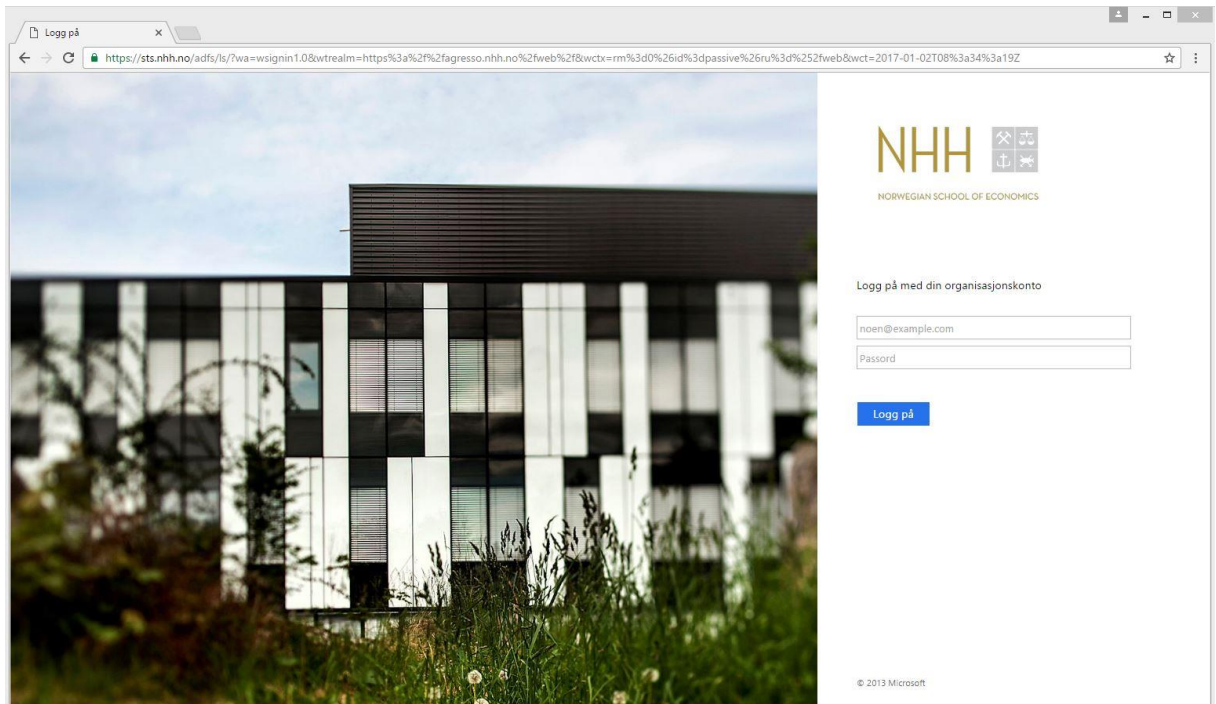 Logg på
https://sts.nhh.no/adfs/ls/?wa=wsignin1.0&wtrealm=https%3a%2f%2fagresso.nhh.no%2fweb%2f&wctx=rm%3d0%26id%3dpassive%26ru%3d%252fweb&wct=2017-01-02T08%3a34%3a19Z
NHH
NORWEGIAN SCHOOL OF ECONOMICS
Logg på med din organisasjonskonto
noen@example.com
Passord
Logg på
© 2013 Microsoft